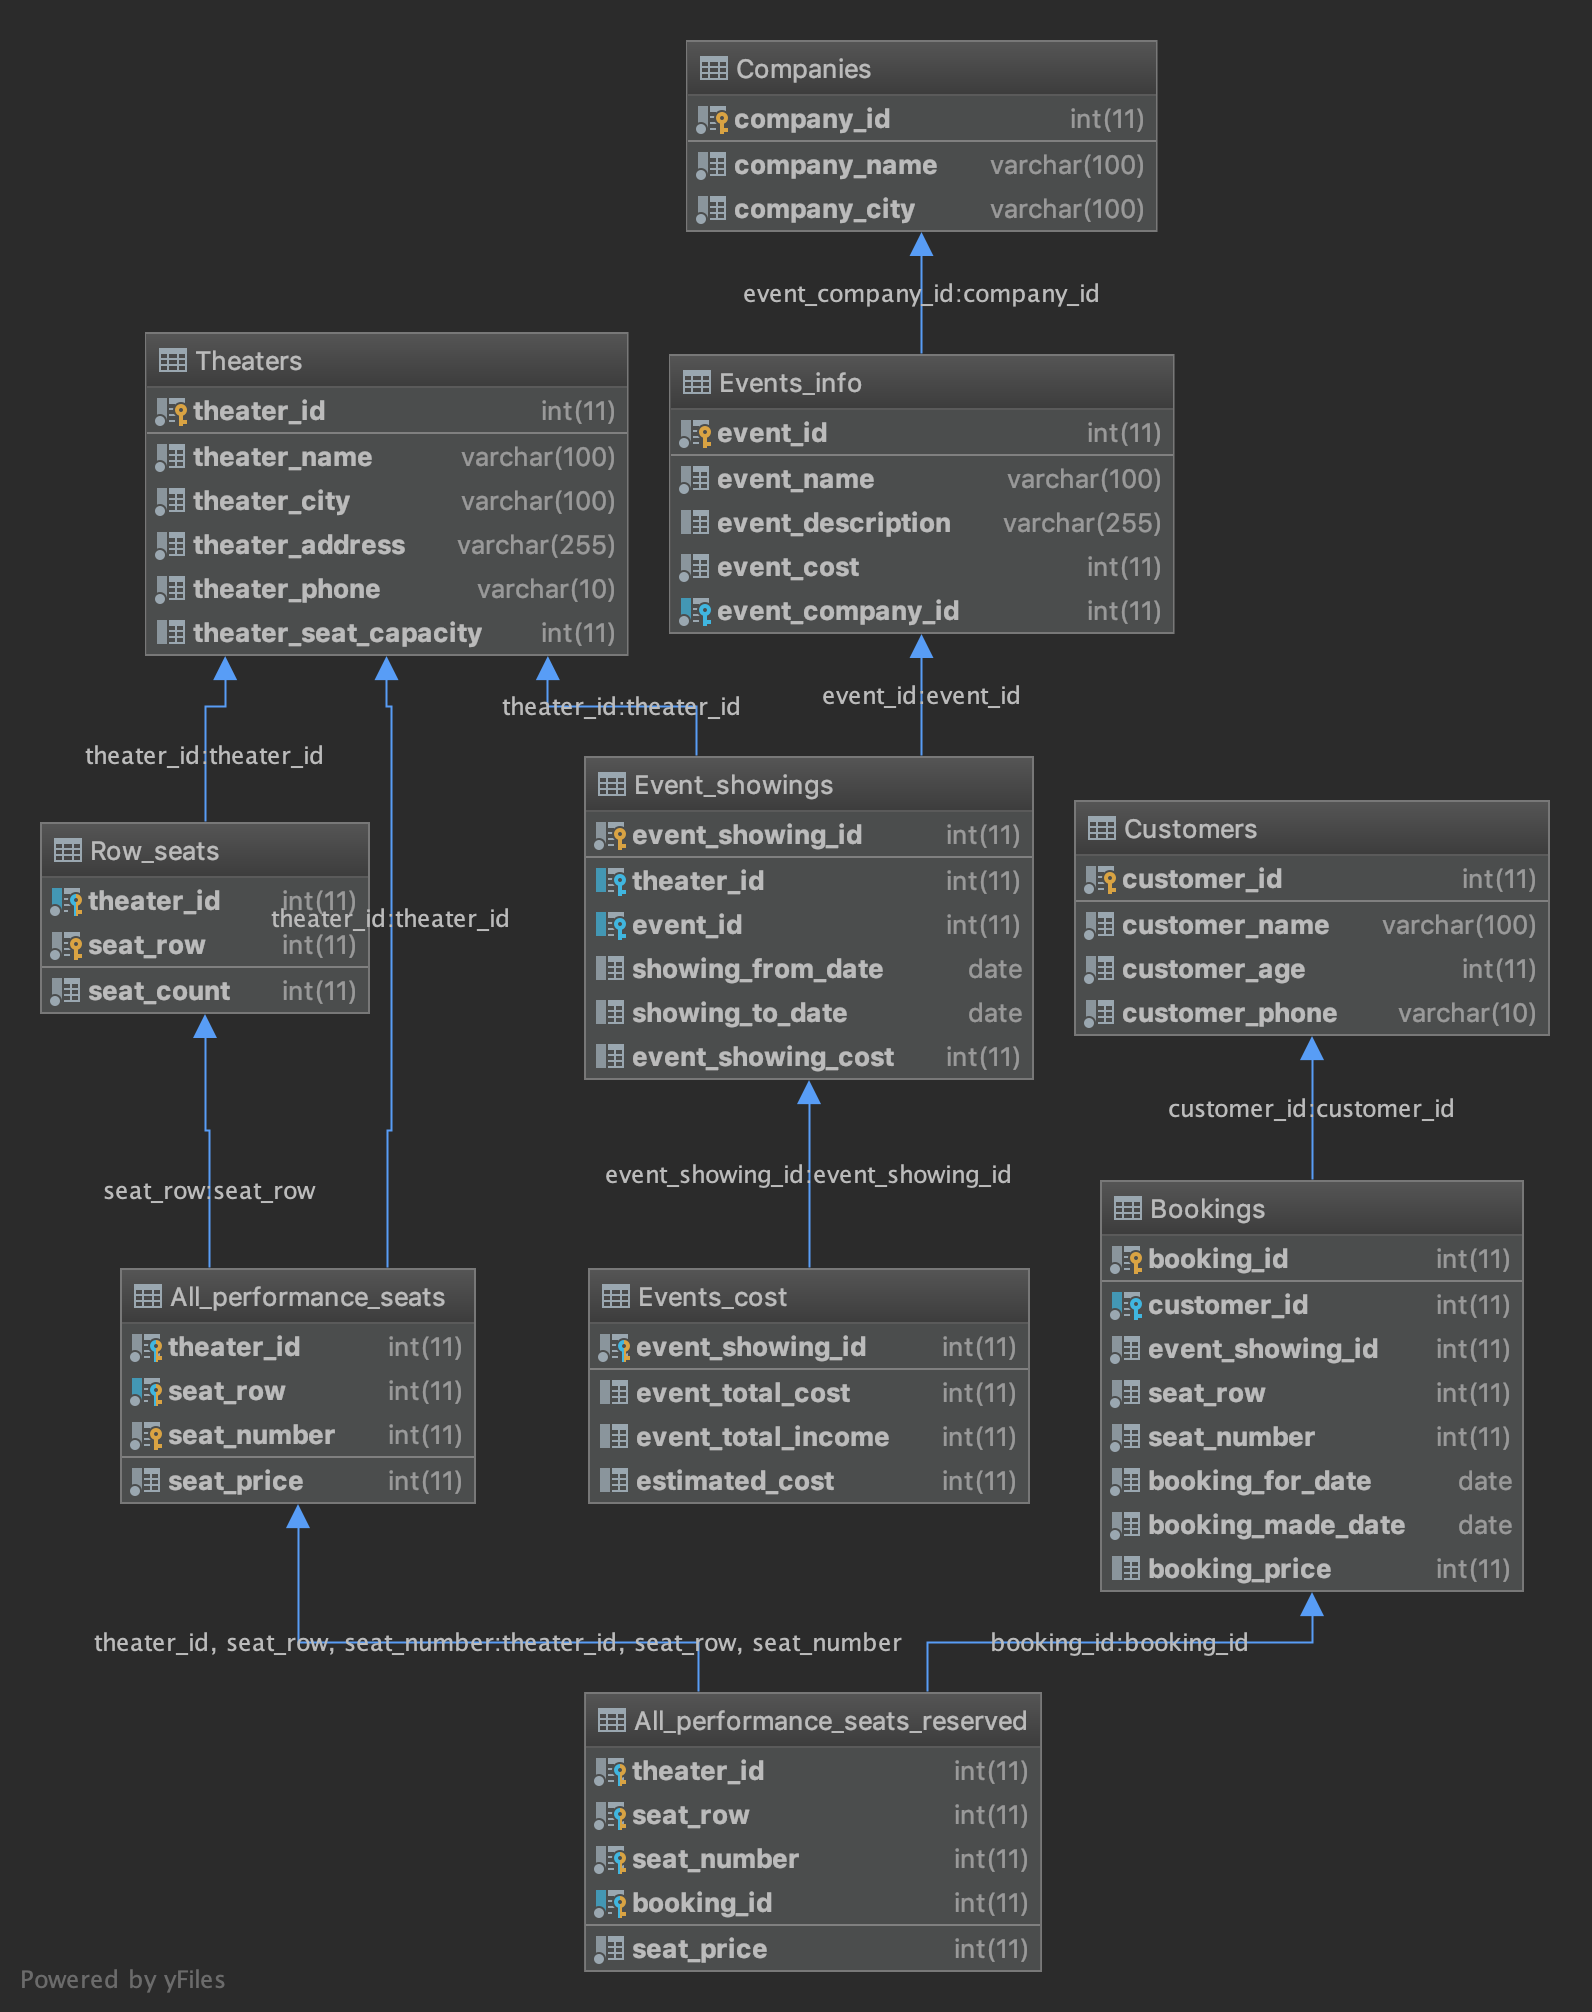 Companies
company_id int(11)
company_name varchar(100)
company_city varchar(100)
event_company_id:company_id
Theaters
theater_id int(11)
theater_name varchar(100)
theater_city varchar(100)
theater_address varchar(255)
theater_phone varchar(10)
theater_seat_capacity int(11)
Events_info
event_id int(11)
event_name varchar(100)
event_description varchar(255)
event_cost int(11)
event_company_id int(11)
theater_id:theater_id
event_id:event_id
theater_id:theater_id
Row_seats
theater_id int(11)
seat_row int(11)
seat_count int(11)
theater_id:theater_id
Event_showings
event_showing_id int(11)
theater_id int(11)
event_id int(11)
showing_from_date date
showing_to_date date
event_showing_cost int(11)
Customers
customer_id int(11)
customer_name varchar(100)
customer_age int(11)
customer_phone varchar(10)
customer_id:customer_id
event_showing_id:event_showing_id
seat_row:seat_row
All_performance_seats
theater_id int(11)
seat_row int(11)
seat_number int(11)
seat_price int(11)
Events_cost
event_showing_id int(11)
event_total_cost int(11)
event_total_income int(11)
estimated_cost int(11)
Bookings
booking_id int(11)
customer_id int(11)
event_showing_id int(11)
seat_row int(11)
seat_number int(11)
booking_for_date date
booking_made_date date
booking_price int(11)
theater_id, seat_row, seat_number:theater_id, seat_row, seat_number
booking_id:booking_id
All_performance_seats_reserved
theater_id int(11)
seat_row int(11)
seat_number int(11)
booking_id int(11)
seat_price int(11)
Powered by yFiles